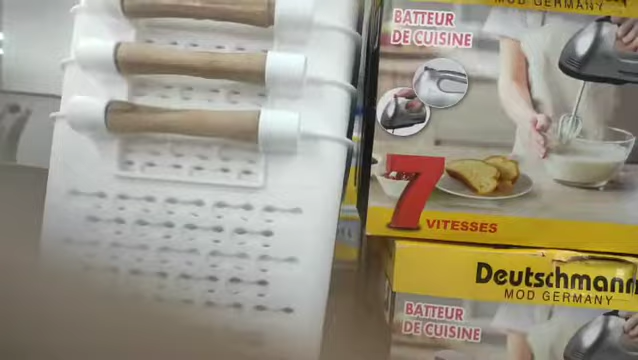 MOD GERMANY
BATTEUR
DE CUISINE
7
VITESSES
Deutschmann
MOD GERMANY
BATTEUR
DE CUISINE